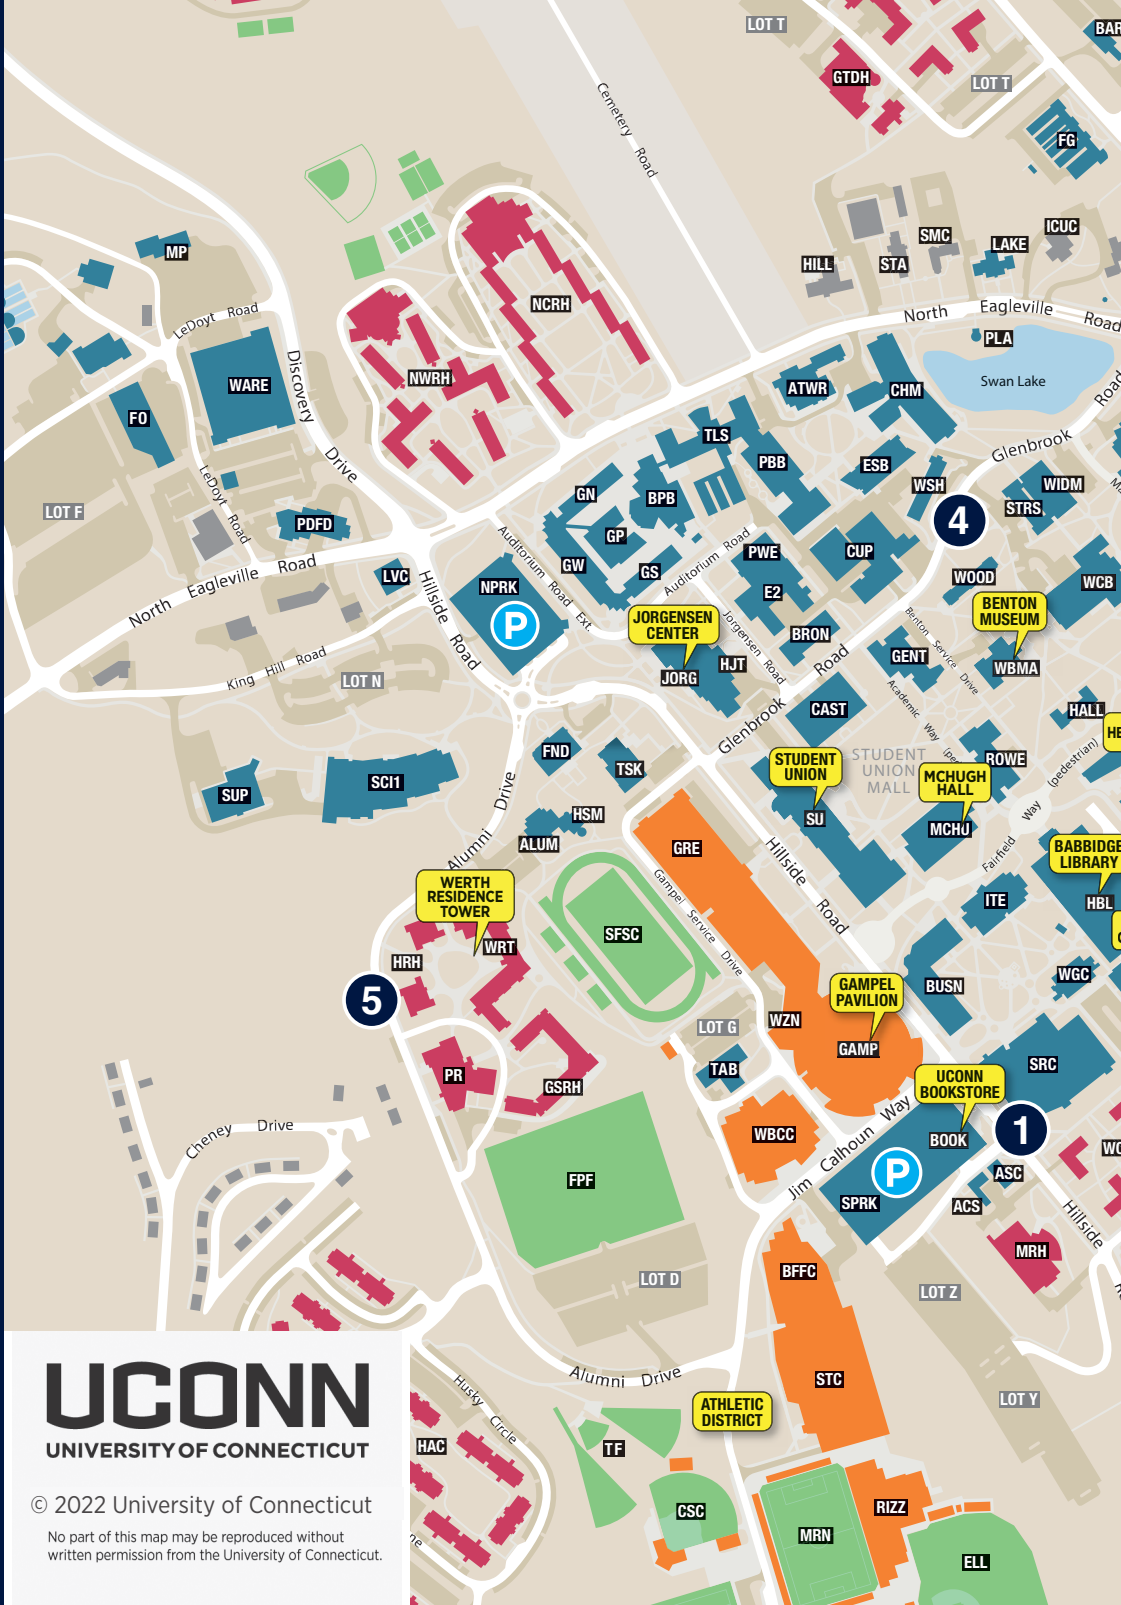 LOT T
BAR
GTDH
LOT T
Cemetery Road
FG
MP
SMC
ICUC
LAKE
HILL
STA
NCRH
LeDoyt Road
North Eagleville Road
PLA
Swan Lake
WARE
Discovery Drive
NWRH
ATWR
CHM
Road
FO
TLS
Glenbrook
PBB
ESB
WSH
WIDM
LOT F
LeDoyt Road
GN
BPB
STRS
4
PDFD
GP
PWE
CUP
North Eagleville Road
LVC
Hillside Road
NPRK
P
Auditorium Road Ext.
GW
GS
Auditorium Road
E2
WOOD
WCB
JORGENSEN
CENTER
JORG
HJT
Jorgensen Road
BRON
BENTON
MUSEUM
WBMA
GENT
Benton Service Drive
King Hill Road
LOT N
Glenbrook Road
CAST
Academic Way
HALL
HE
FND
TSK
STUDENT
UNION
STUDENT
UNION
MALL
ROWE
(pedestrian)
MCHUGH
HALL
SUP
SCI1
Alumni Drive
HSM
SU
MCHU
Fairfield Way
ALUM
GRE
Hillside Road
BABBIDGE
LIBRARY
HBL
WERTH
RESIDENCE
TOWER
Gampel Service Drive
ITE
SFSC
WRT
HRH
5
GAMPEL
PAVILION
BUSN
WGC
LOT G
WZN
GAMP
TAB
SRC
PR
GSRH
UCONN
BOOKSTORE
BOOK
1
Cheney Drive
WBCC
Jim Calhoun Way
P
SPRK
ASC
ACS
Hillside
FPF
MRH
BFFC
LOT D
LOT Z
Alumni Drive
STC
LOT Y
ATHLETIC
DISTRICT
Husky Circle
HAC
TF
CSC
MRN
RIZZ
ELL
UCONN
UNIVERSITY OF CONNECTICUT
© 2022 University of Connecticut
No part of this map may be reproduced without
written permission from the University of Connecticut.